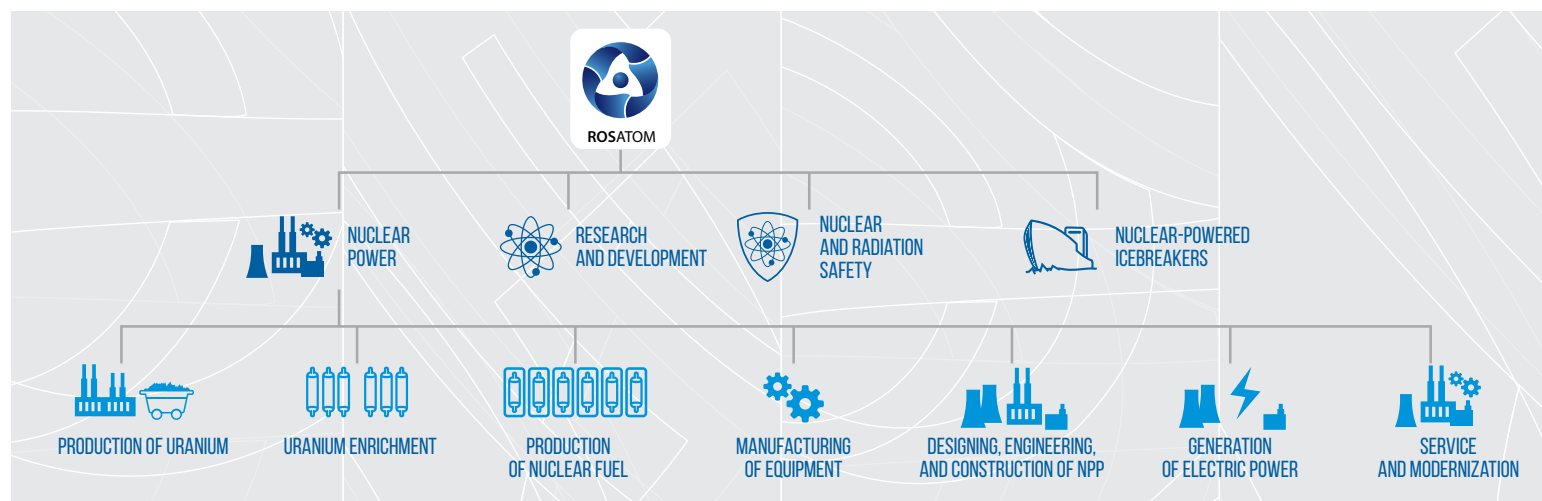 ROSATOM
NUCLEAR
POWER
RESEARCH
AND DEVELOPMENT
NUCLEAR
AND RADIATION
SAFETY
NUCLEAR-POWERED
ICEBREAKERS
PRODUCTION OF URANIUM
URANIUM ENRICHMENT
PRODUCTION
OF NUCLEAR FUEL
MANUFACTURING
OF EQUIPMENT
DESIGNING, ENGINEERING,
AND CONSTRUCTION OF NPP
GENERATION
OF ELECTRIC POWER
SERVICE
AND MODERNIZATION